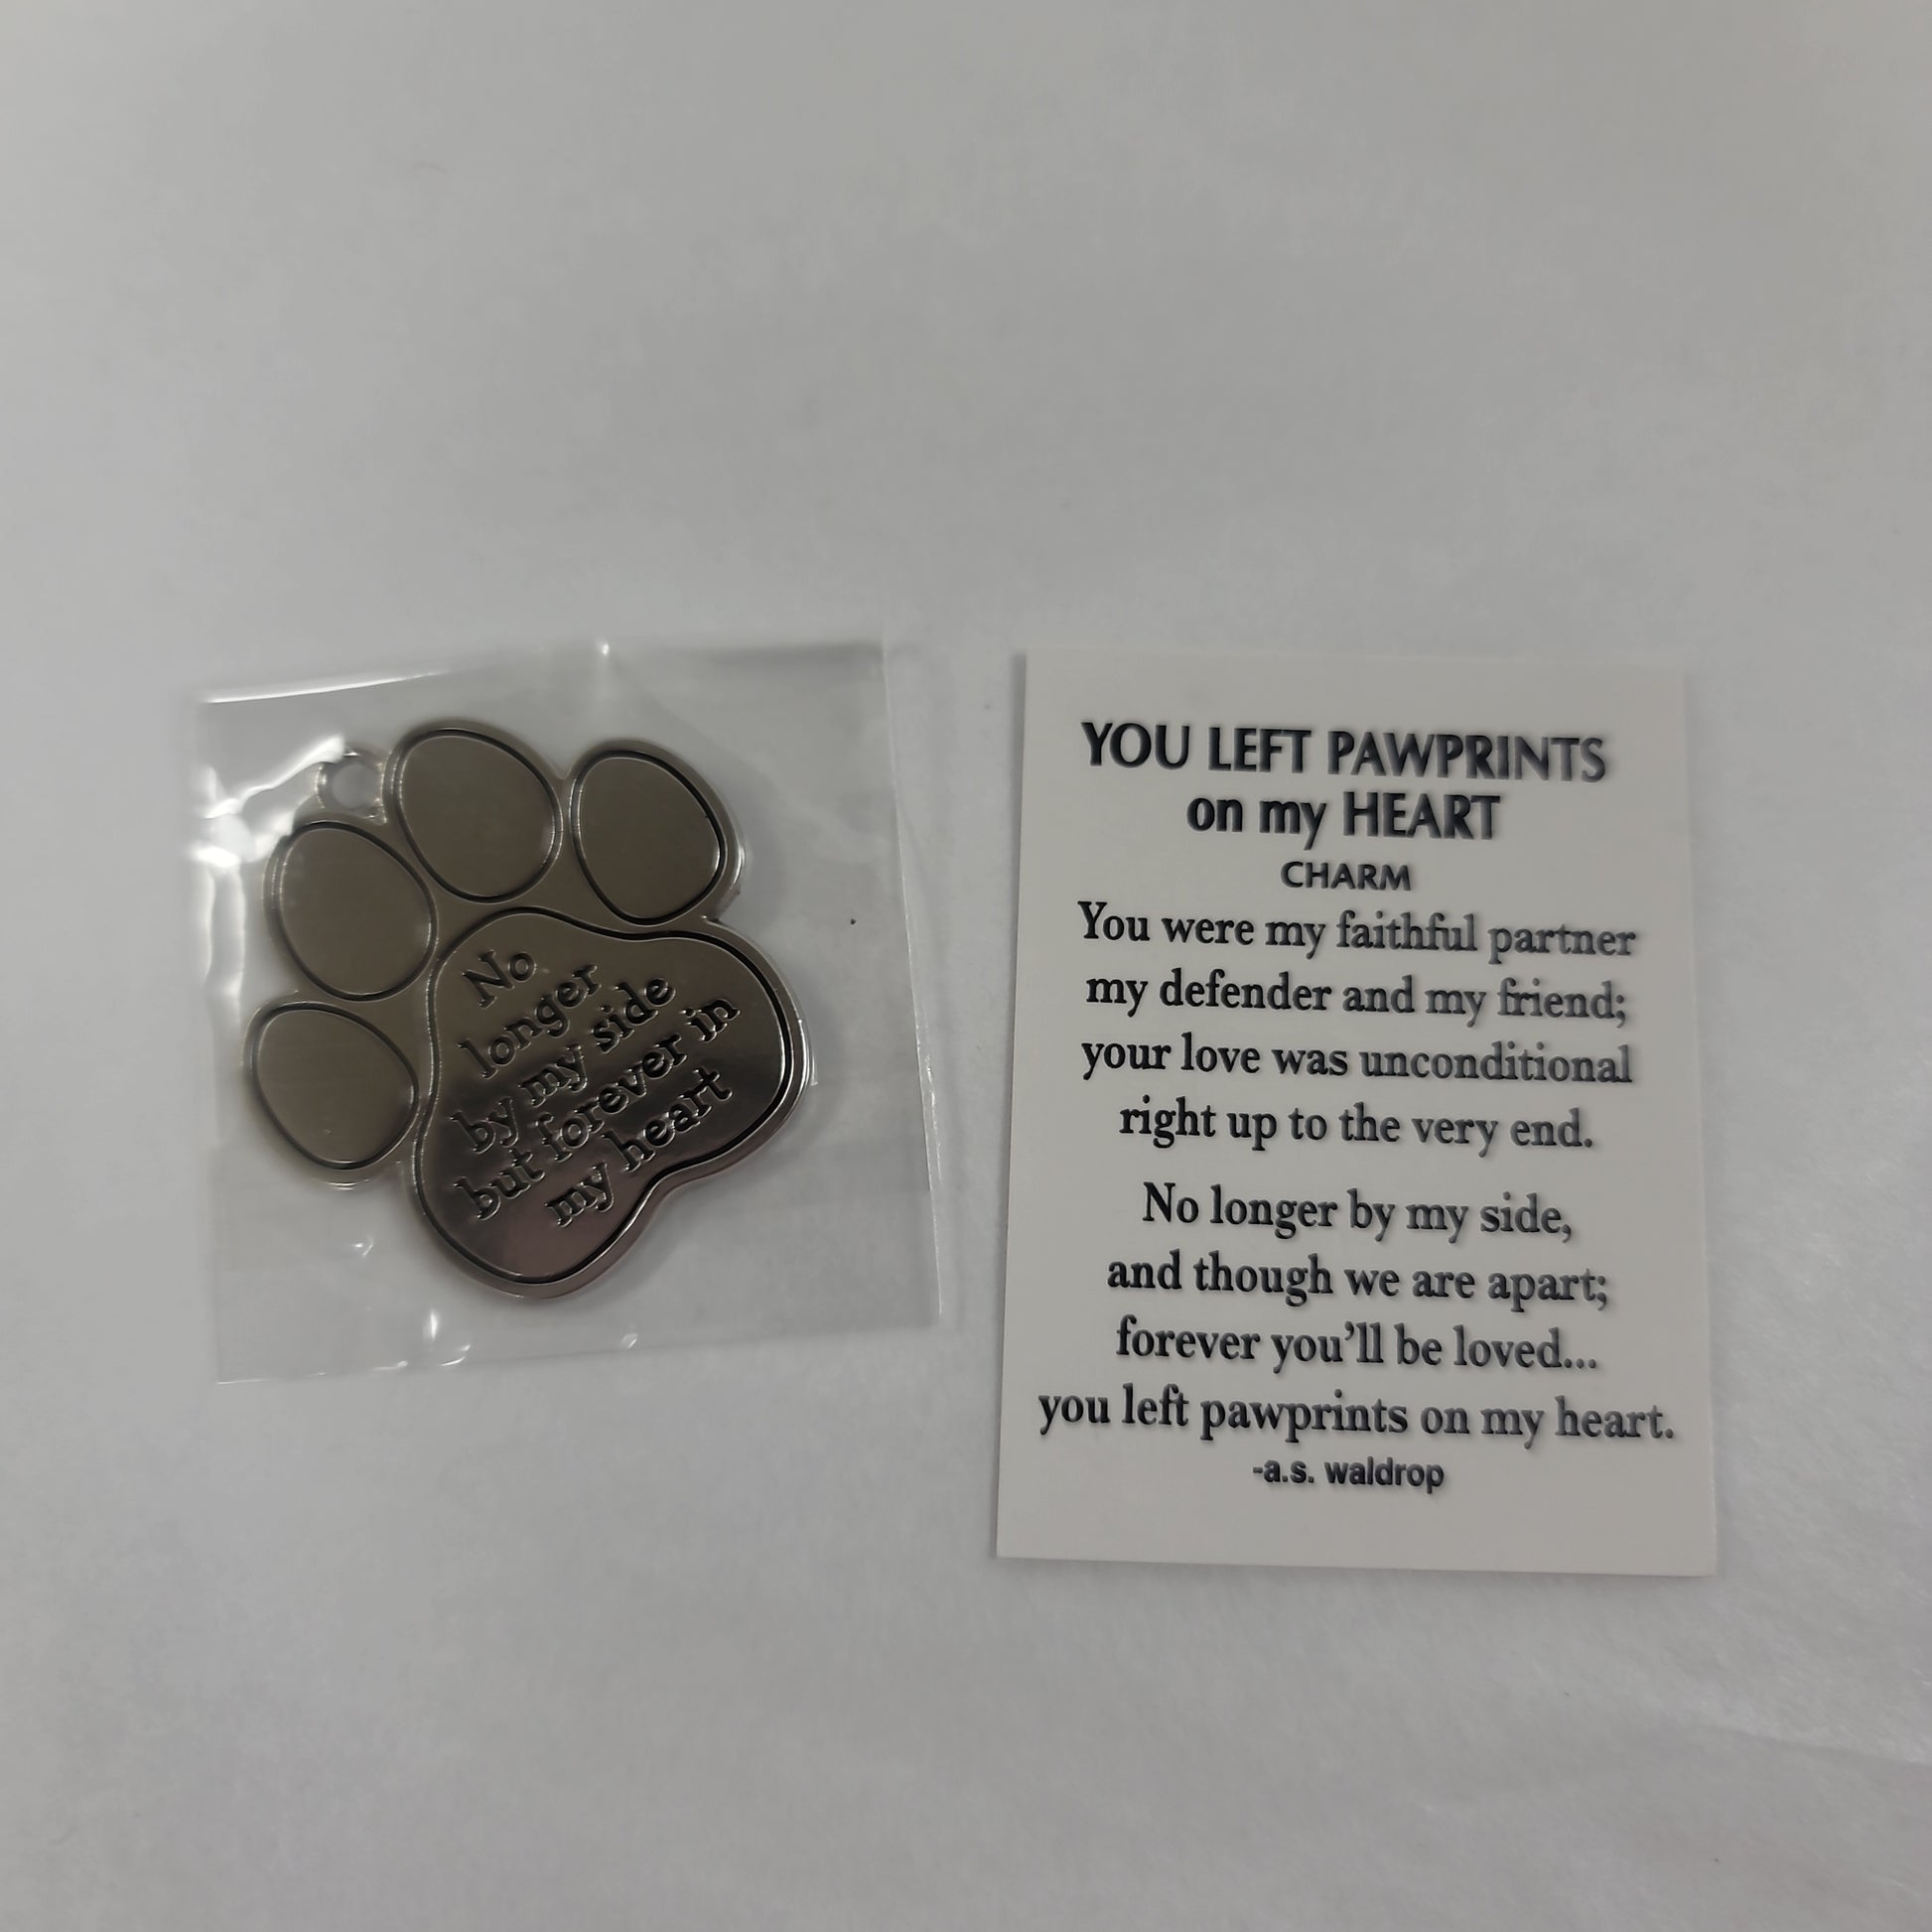 No
longer
by my side
but forever in
my heart
YOU LEFT PAWPRINTS
on my HEART
CHARM
You were my faithful partner
my defender and my friend;
your love was unconditional
right up to the very end.
No longer by my side,
and though we are apart;
forever you'll be loved...
you left pawprints on my heart.
-a.s. waldrop